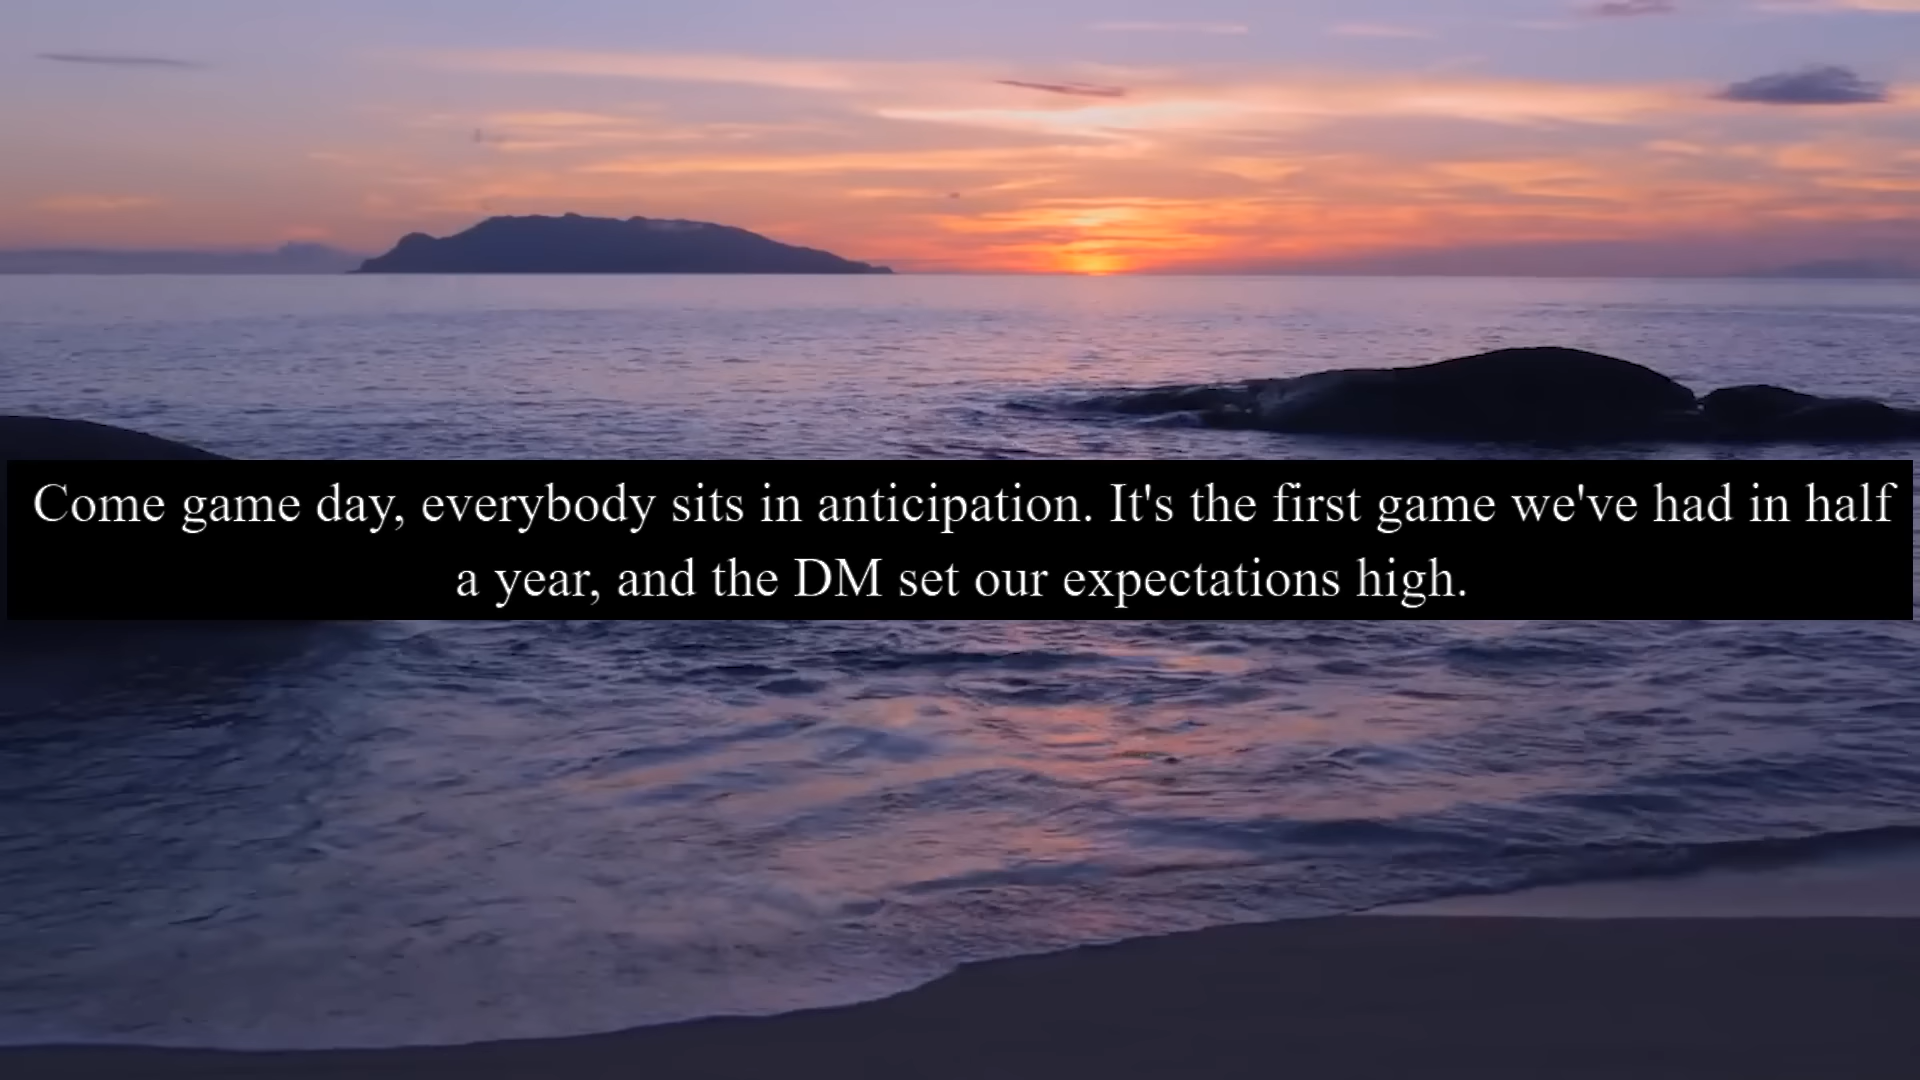 Come game day, everybody sits in anticipation. It's the first game we've had in half
a year, and the DM set our expectations high.